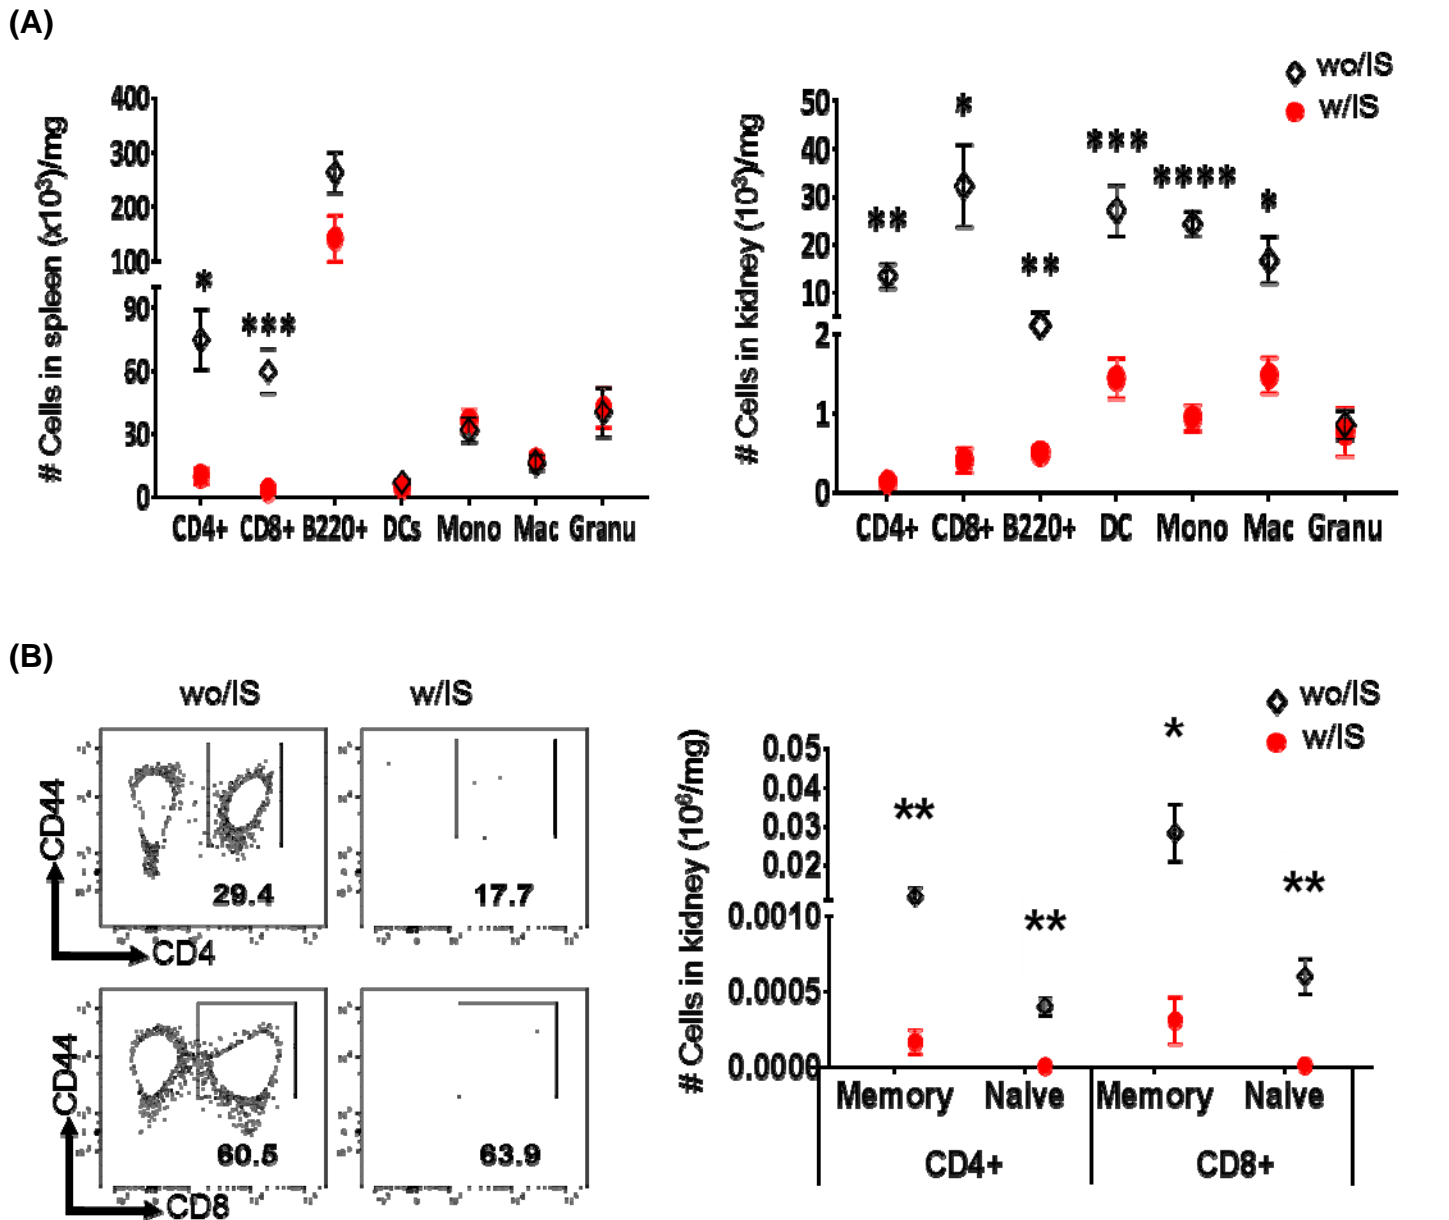 (A)
wo/IS
w/IS
# Cells in spleen (x10³)/mg
400
300
200
100
90
60
30
0
*
***
CD4+ CD8+ B220+ DCs Mono Mac Granu
# Cells in kidney (10³)/mg
50
40
30
20
10
2
1
0
**
*
**
***
****
*
CD4+ CD8+ B220+ DC Mono Mac Granu
(B)
wo/IS w/IS
CD44
29.4
17.7
CD4
CD44
60.5
63.9
CD8
wo/IS
w/IS
# Cells in kidney (10⁶/mg)
0.05
0.04
0.03
0.02
0.0010
0.0005
0.0000
**
**
*
**
Memory Naive Memory Naive
CD4+ CD8+